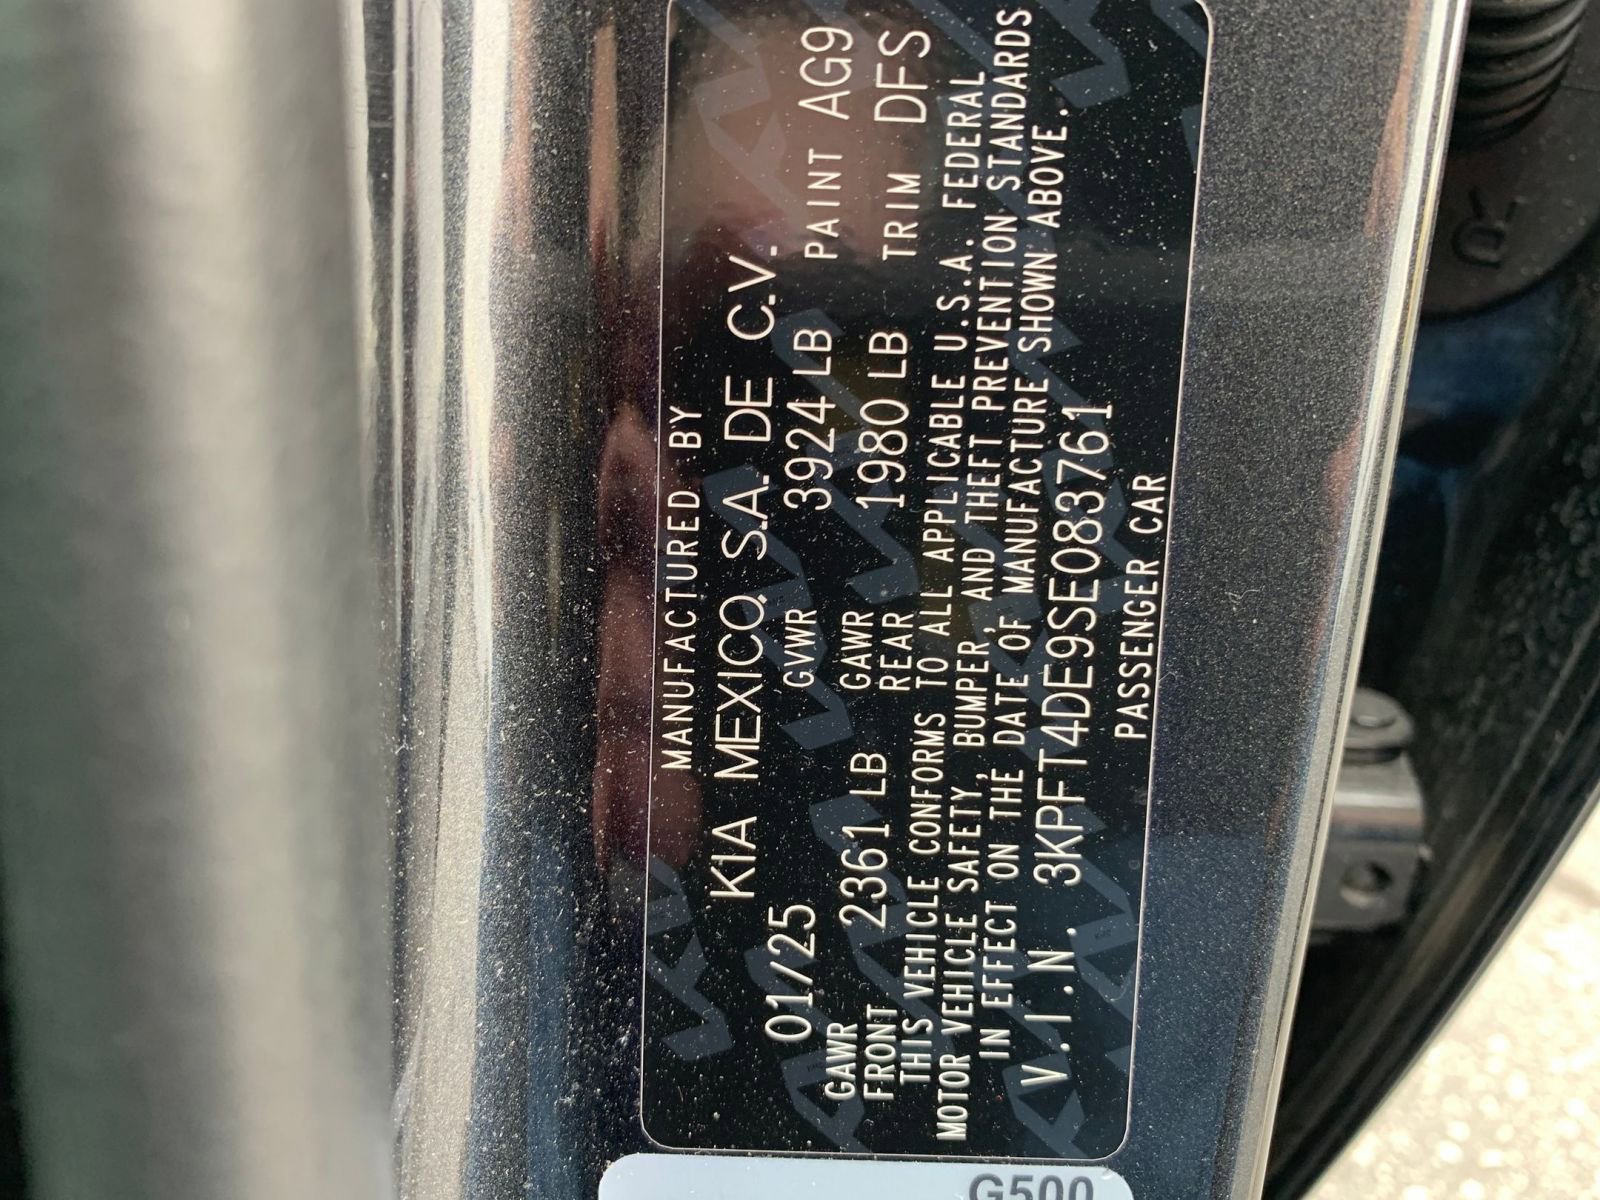 MANUFACTURED BY
KIA MEXICO, S.A. DE C.V.
01/25 GVWR 3924 LB PAINT AG9
GAWR FRONT 2361 LB GAWR REAR 1980 LB TRIM DFS
THIS VEHICLE CONFORMS TO ALL APPLICABLE U.S.A. FEDERAL
MOTOR VEHICLE SAFETY, BUMPER, AND THEFT PREVENTION STANDARDS
IN EFFECT ON THE DATE OF MANUFACTURE SHOWN ABOVE.
V.I.N. 3KPFT4DE9SE083761
PASSENGER CAR
G500
R